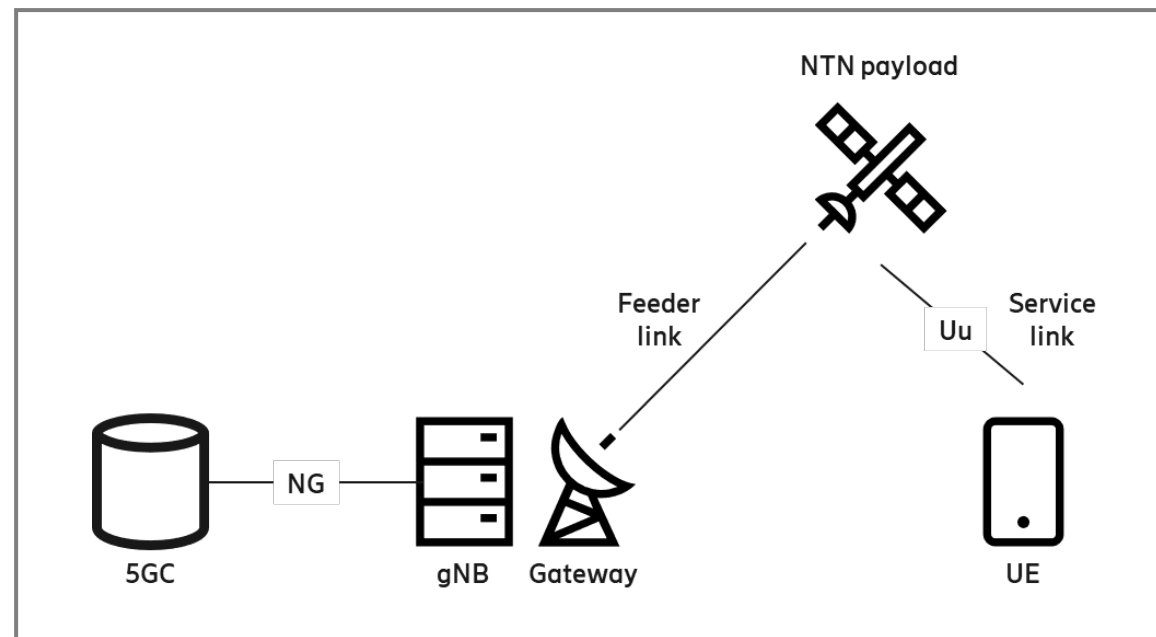 NTN payload
Feeder
link
Service
link
Uu
NG
5GC
gNB
Gateway
UE